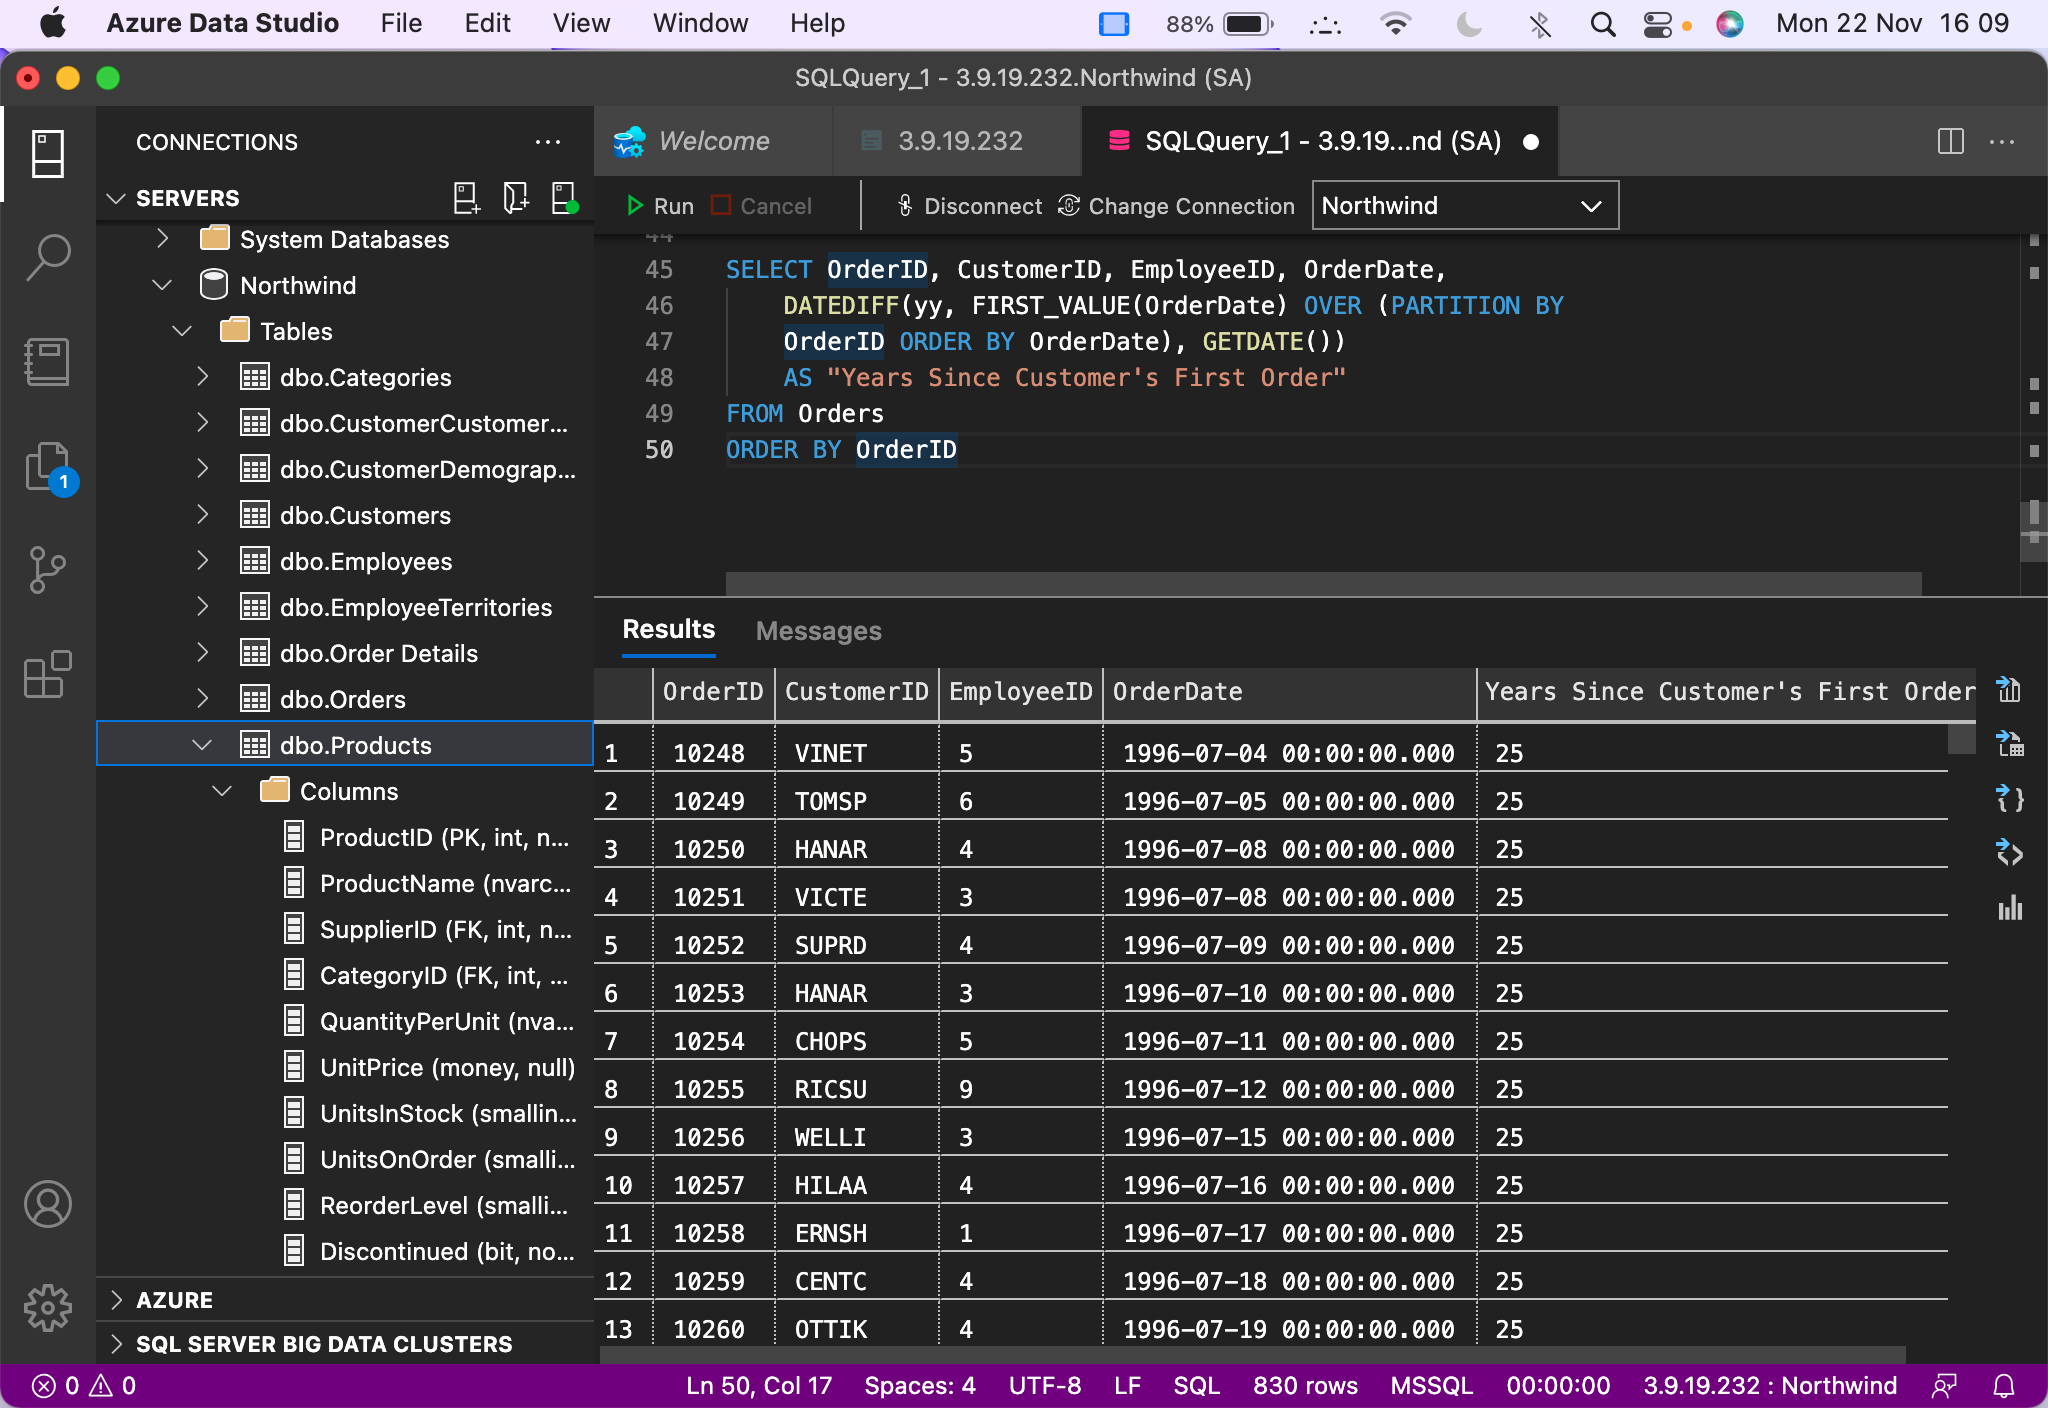 Azure Data Studio File Edit View Window Help 88% Mon 22 Nov 16 09
SQLQuery_1 - 3.9.19.232.Northwind (SA)
CONNECTIONS
Welcome 3.9.19.232 SQLQuery_1 - 3.9.19...nd (SA)
SERVERS
Run Cancel Disconnect Change Connection Northwind
System Databases
Northwind
Tables
dbo.Categories
dbo.CustomerCustomer...
dbo.CustomerDemograp...
dbo.Customers
dbo.Employees
dbo.EmployeeTerritories
dbo.Order Details
dbo.Orders
dbo.Products
Columns
ProductID (PK, int, n...
ProductName (nvarc...
SupplierID (FK, int, n...
CategoryID (FK, int, ...
QuantityPerUnit (nva...
UnitPrice (money, null)
UnitsInStock (smallin...
UnitsOnOrder (smalli...
ReorderLevel (smalli...
Discontinued (bit, no...
AZURE
SQL SERVER BIG DATA CLUSTERS
1
44
45 SELECT OrderID, CustomerID, EmployeeID, OrderDate,
46 DATEDIFF(yy, FIRST_VALUE(OrderDate) OVER (PARTITION BY
47 OrderID ORDER BY OrderDate), GETDATE())
48 AS "Years Since Customer's First Order"
49 FROM Orders
50 ORDER BY OrderID
Results Messages
OrderID CustomerID EmployeeID OrderDate Years Since Customer's First Order
1 10248 VINET 5 1996-07-04 00:00:00.000 25
2 10249 TOMSP 6 1996-07-05 00:00:00.000 25
3 10250 HANAR 4 1996-07-08 00:00:00.000 25
4 10251 VICTE 3 1996-07-08 00:00:00.000 25
5 10252 SUPRD 4 1996-07-09 00:00:00.000 25
6 10253 HANAR 3 1996-07-10 00:00:00.000 25
7 10254 CHOPS 5 1996-07-11 00:00:00.000 25
8 10255 RICSU 9 1996-07-12 00:00:00.000 25
9 10256 WELLI 3 1996-07-15 00:00:00.000 25
10 10257 HILAA 4 1996-07-16 00:00:00.000 25
11 10258 ERNSH 1 1996-07-17 00:00:00.000 25
12 10259 CENTC 4 1996-07-18 00:00:00.000 25
13 10260 OTTIK 4 1996-07-19 00:00:00.000 25
0 0 Ln 50, Col 17 Spaces: 4 UTF-8 LF SQL 830 rows MSSQL 00:00:00 3.9.19.232 : Northwind